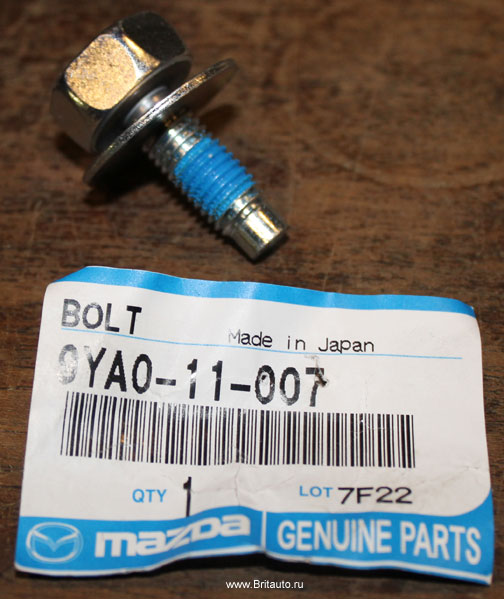 BOLT
Made in Japan
9YA0-11-007
QTY 1 LOT 7F22
mazda GENUINE PARTS
www.Britauto.ru